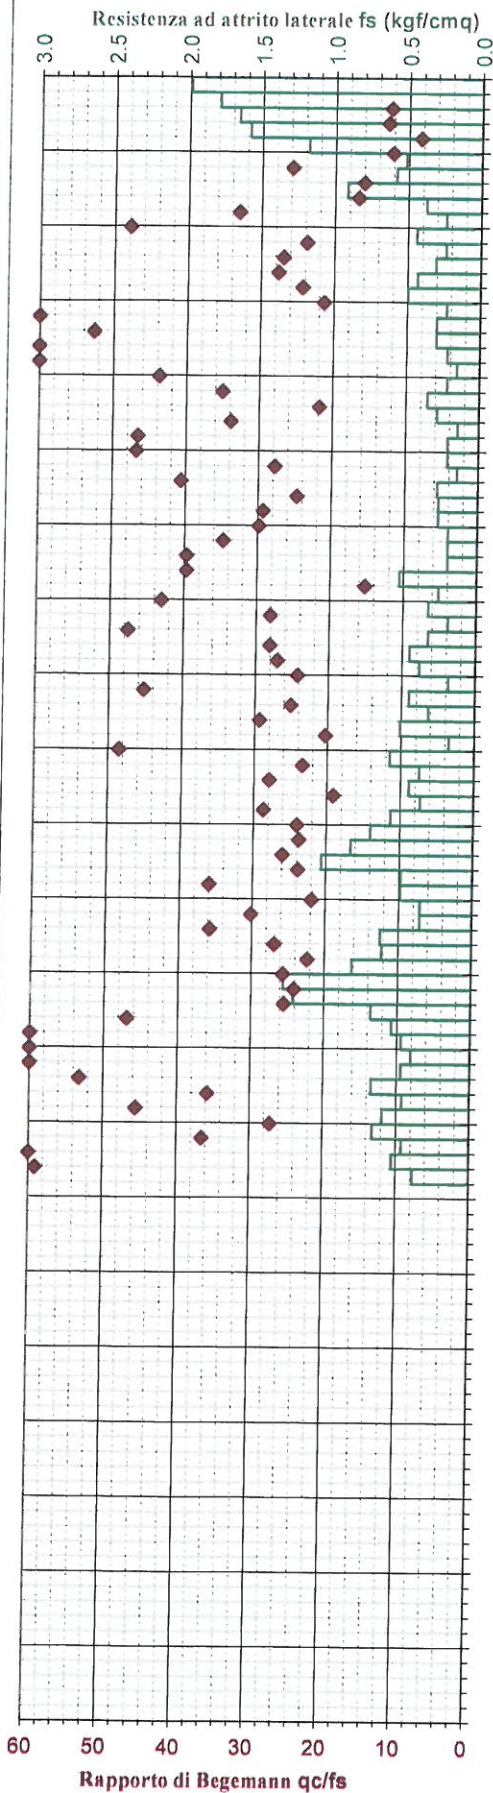 Resistenza ad attrito laterale fs (kgf/cmq)
3.0 2.5 2.0 1.5 1.0 0.5 0.0
60 50 40 30 20 10 0
Rapporto di Begemann qc/fs